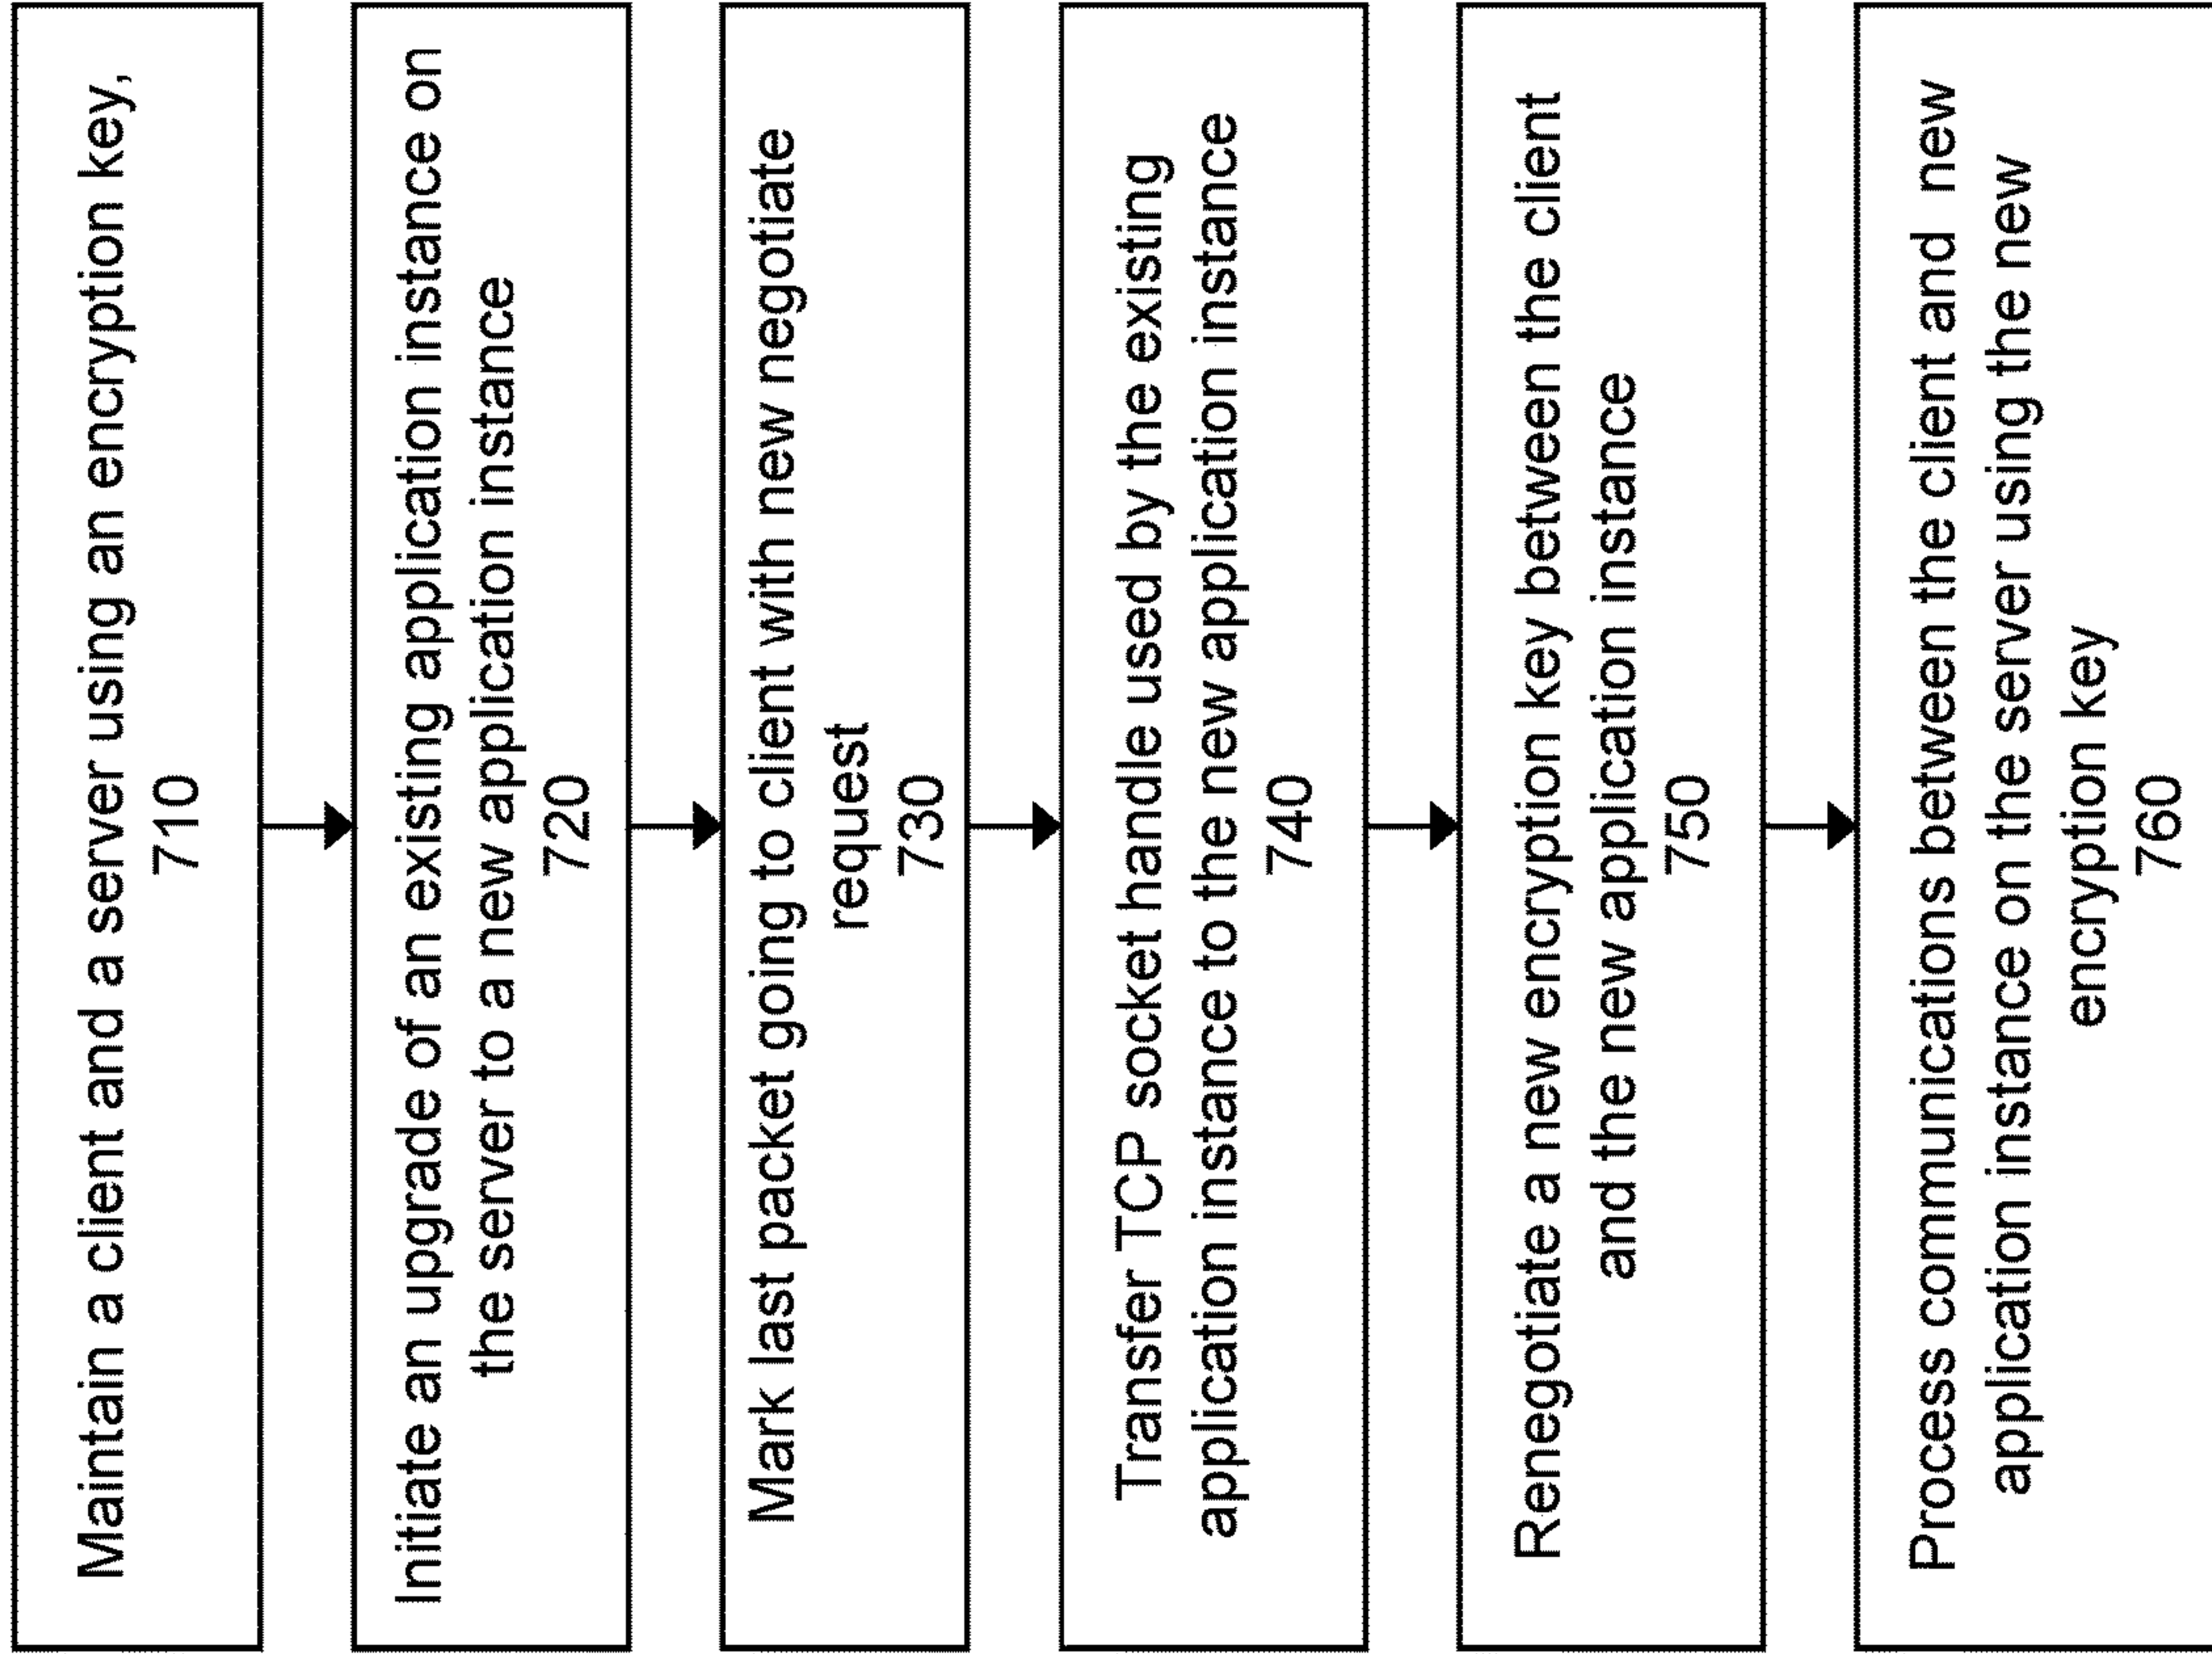 Maintain a client and a server using an encryption key,
710
Initiate an upgrade of an existing application instance on
the server to a new application instance
720
Mark last packet going to client with new negotiate
request
730
Transfer TCP socket handle used by the existing
application instance to the new application instance
740
Renegotiate a new encryption key between the client
and the new application instance
750
Process communications between the client and new
application instance on the server using the new
encryption key
760